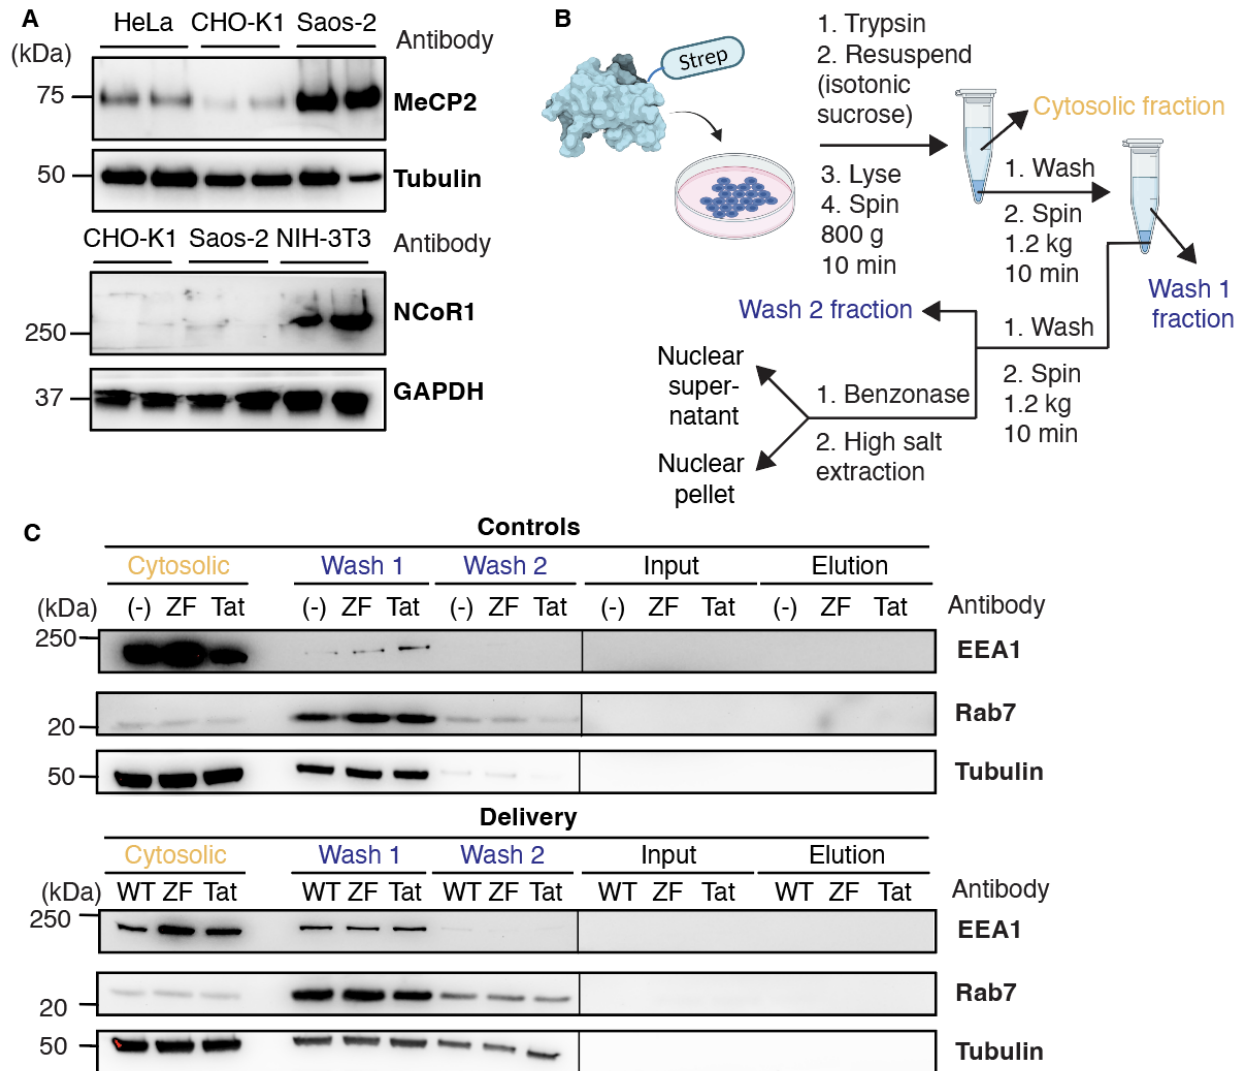 A
HeLa CHO-K1 Saos-2
(kDa)
Antibody
75
MeCP2
50
Tubulin
CHO-K1 Saos-2 NIH-3T3
Antibody
NCoR1
250
37
GAPDH
B
Strep
1. Trypsin
2. Resuspend
(isotonic
sucrose)
3. Lyse
4. Spin
800 g
10 min
Cytosolic fraction
1. Wash
2. Spin
1.2 kg
10 min
Wash 1
fraction
1. Wash
2. Spin
1.2 kg
10 min
Wash 2 fraction
1. Benzonase
2. High salt
extraction
Nuclear
super-
natant
Nuclear
pellet
C
Controls
Cytosolic Wash 1 Wash 2 Input Elution
(kDa) (-) ZF Tat (-) ZF Tat (-) ZF Tat (-) ZF Tat (-) ZF Tat Antibody
250 EEA1
20 Rab7
50 Tubulin
Delivery
Cytosolic Wash 1 Wash 2 Input Elution
(kDa) WT ZF Tat WT ZF Tat WT ZF Tat WT ZF Tat WT ZF Tat Antibody
250 EEA1
20 Rab7
50 Tubulin